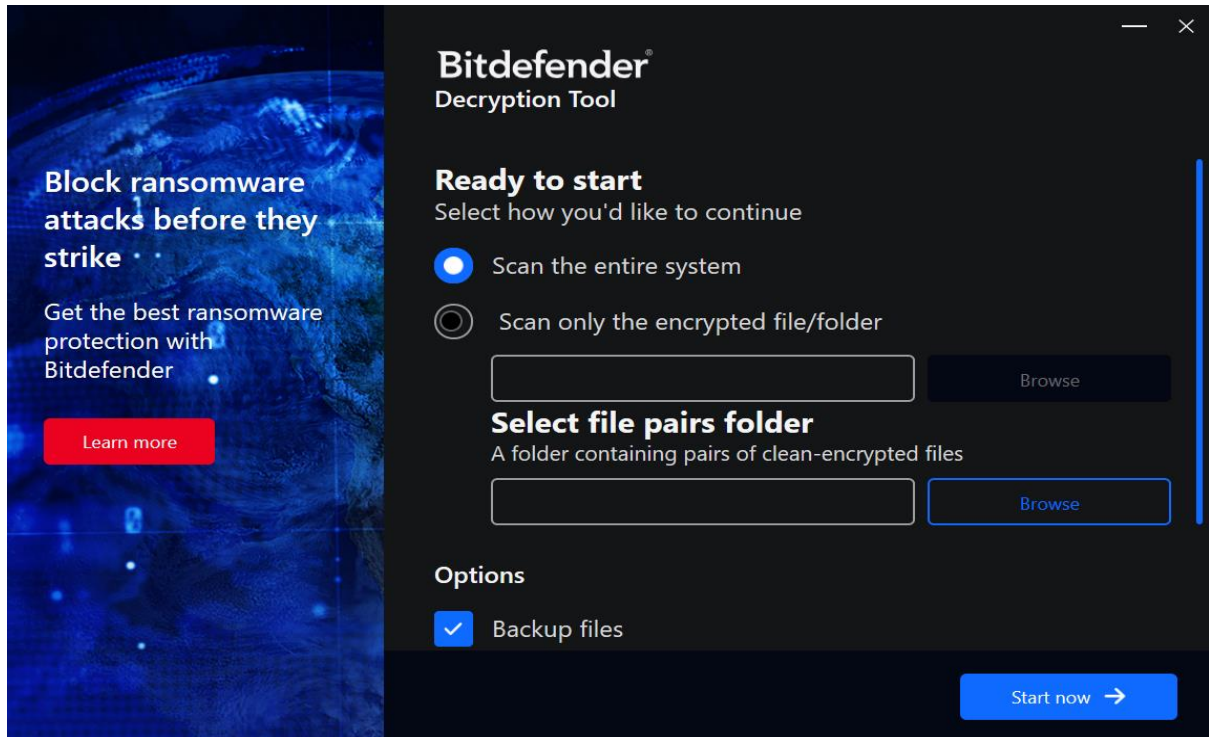 Bitdefender®
Decryption Tool
Block ransomware
attacks before they
strike
Get the best ransomware
protection with
Bitdefender
Learn more
Ready to start
Select how you'd like to continue
Scan the entire system
Scan only the encrypted file/folder
Browse
Select file pairs folder
A folder containing pairs of clean-encrypted files
Browse
Options
Backup files
Start now